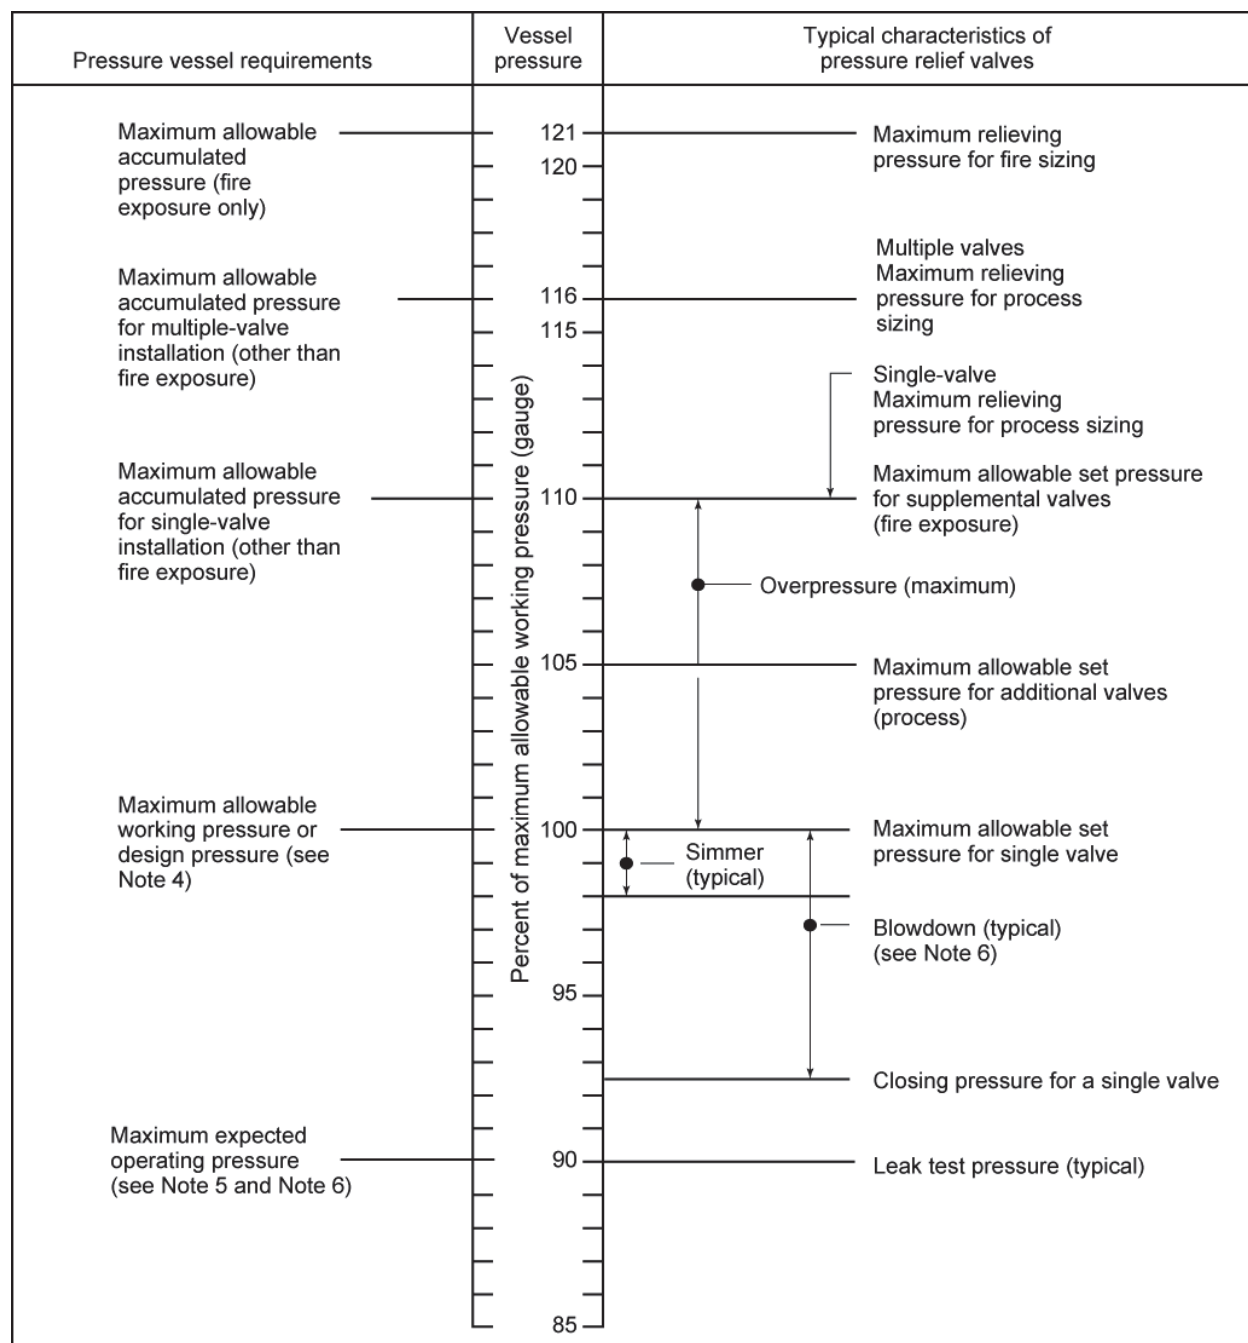 Pressure vessel requirements
Vessel
pressure
Typical characteristics of
pressure relief valves
Maximum allowable
accumulated
pressure (fire
exposure only)
Maximum allowable
accumulated pressure
for multiple-valve
installation (other than
fire exposure)
Maximum allowable
accumulated pressure
for single-valve
installation (other than
fire exposure)
Maximum allowable
working pressure or
design pressure (see
Note 4)
Maximum expected
operating pressure
(see Note 5 and Note 6)
Percent of maximum allowable working pressure (gauge)
121
120
116
115
110
105
100
95
90
85
Maximum relieving
pressure for fire sizing
Multiple valves
Maximum relieving
pressure for process
sizing
Single-valve
Maximum relieving
pressure for process sizing
Maximum allowable set pressure
for supplemental valves
(fire exposure)
Overpressure (maximum)
Maximum allowable set
pressure for additional valves
(process)
Maximum allowable set
pressure for single valve
Simmer
(typical)
Blowdown (typical)
(see Note 6)
Closing pressure for a single valve
Leak test pressure (typical)